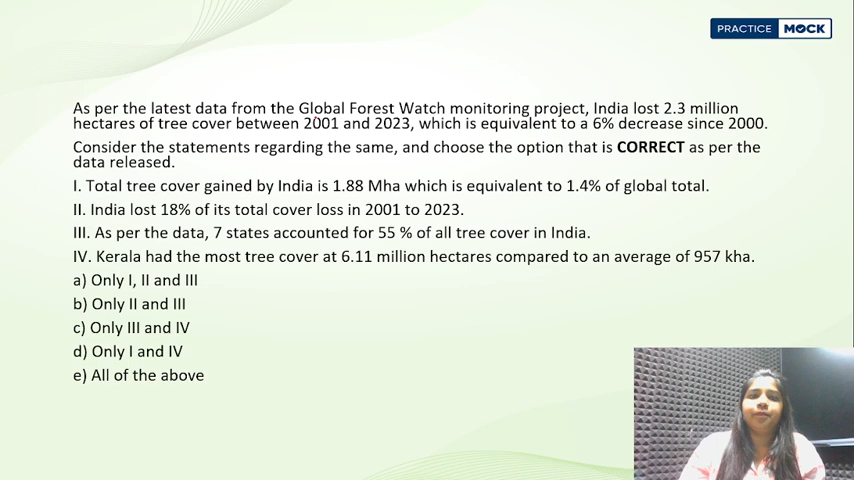 PRACTICE MOCK
As per the latest data from the Global Forest Watch monitoring project, India lost 2.3 million
hectares of tree cover between 2001 and 2023, which is equivalent to a 6% decrease since 2000.
Consider the statements regarding the same, and choose the option that is CORRECT as per the
data released.
I. Total tree cover gained by India is 1.88 Mha which is equivalent to 1.4% of global total.
II. India lost 18% of its total cover loss in 2001 to 2023.
III. As per the data, 7 states accounted for 55 % of all tree cover in India.
IV. Kerala had the most tree cover at 6.11 million hectares compared to an average of 957 kha.
a) Only I, II and III
b) Only II and III
c) Only III and IV
d) Only I and IV
e) All of the above